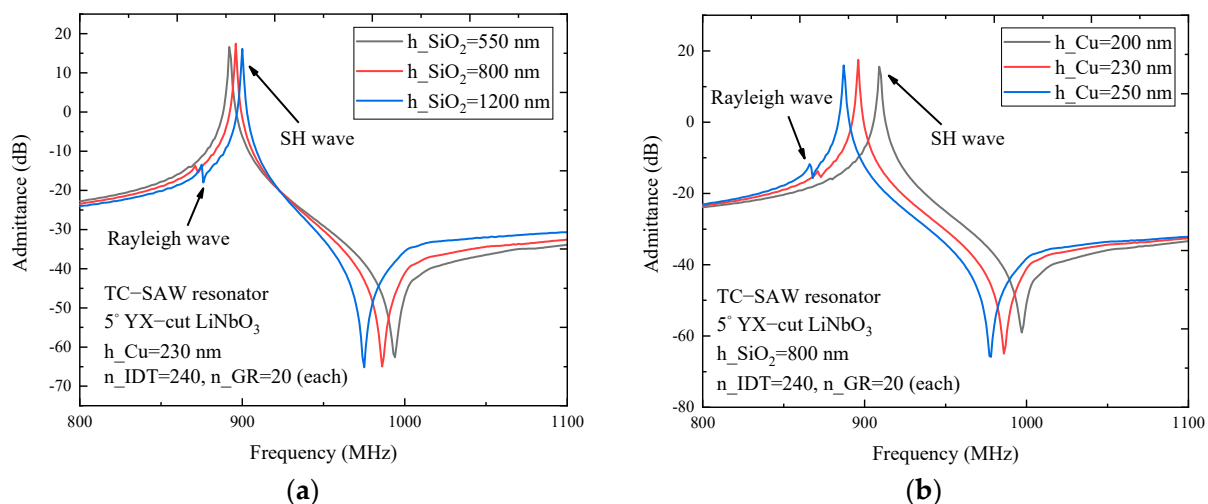 20
10
0
-10
-20
-30
-40
-50
-60
-70
Admittance (dB)
h_SiO₂=550 nm
h_SiO₂=800 nm
h_SiO₂=1200 nm
SH wave
Rayleigh wave
TC−SAW resonator
5° YX−cut LiNbO₃
h_Cu=230 nm
n_IDT=240, n_GR=20 (each)
800 900 1000 1100
Frequency (MHz)
(a)
20
0
-20
-40
-60
-80
Admittance (dB)
h_Cu=200 nm
h_Cu=230 nm
h_Cu=250 nm
Rayleigh wave
SH wave
TC−SAW resonator
5° YX−cut LiNbO₃
h_SiO₂=800 nm
n_IDT=240, n_GR=20 (each)
800 900 1000 1100
Frequency (MHz)
(b)